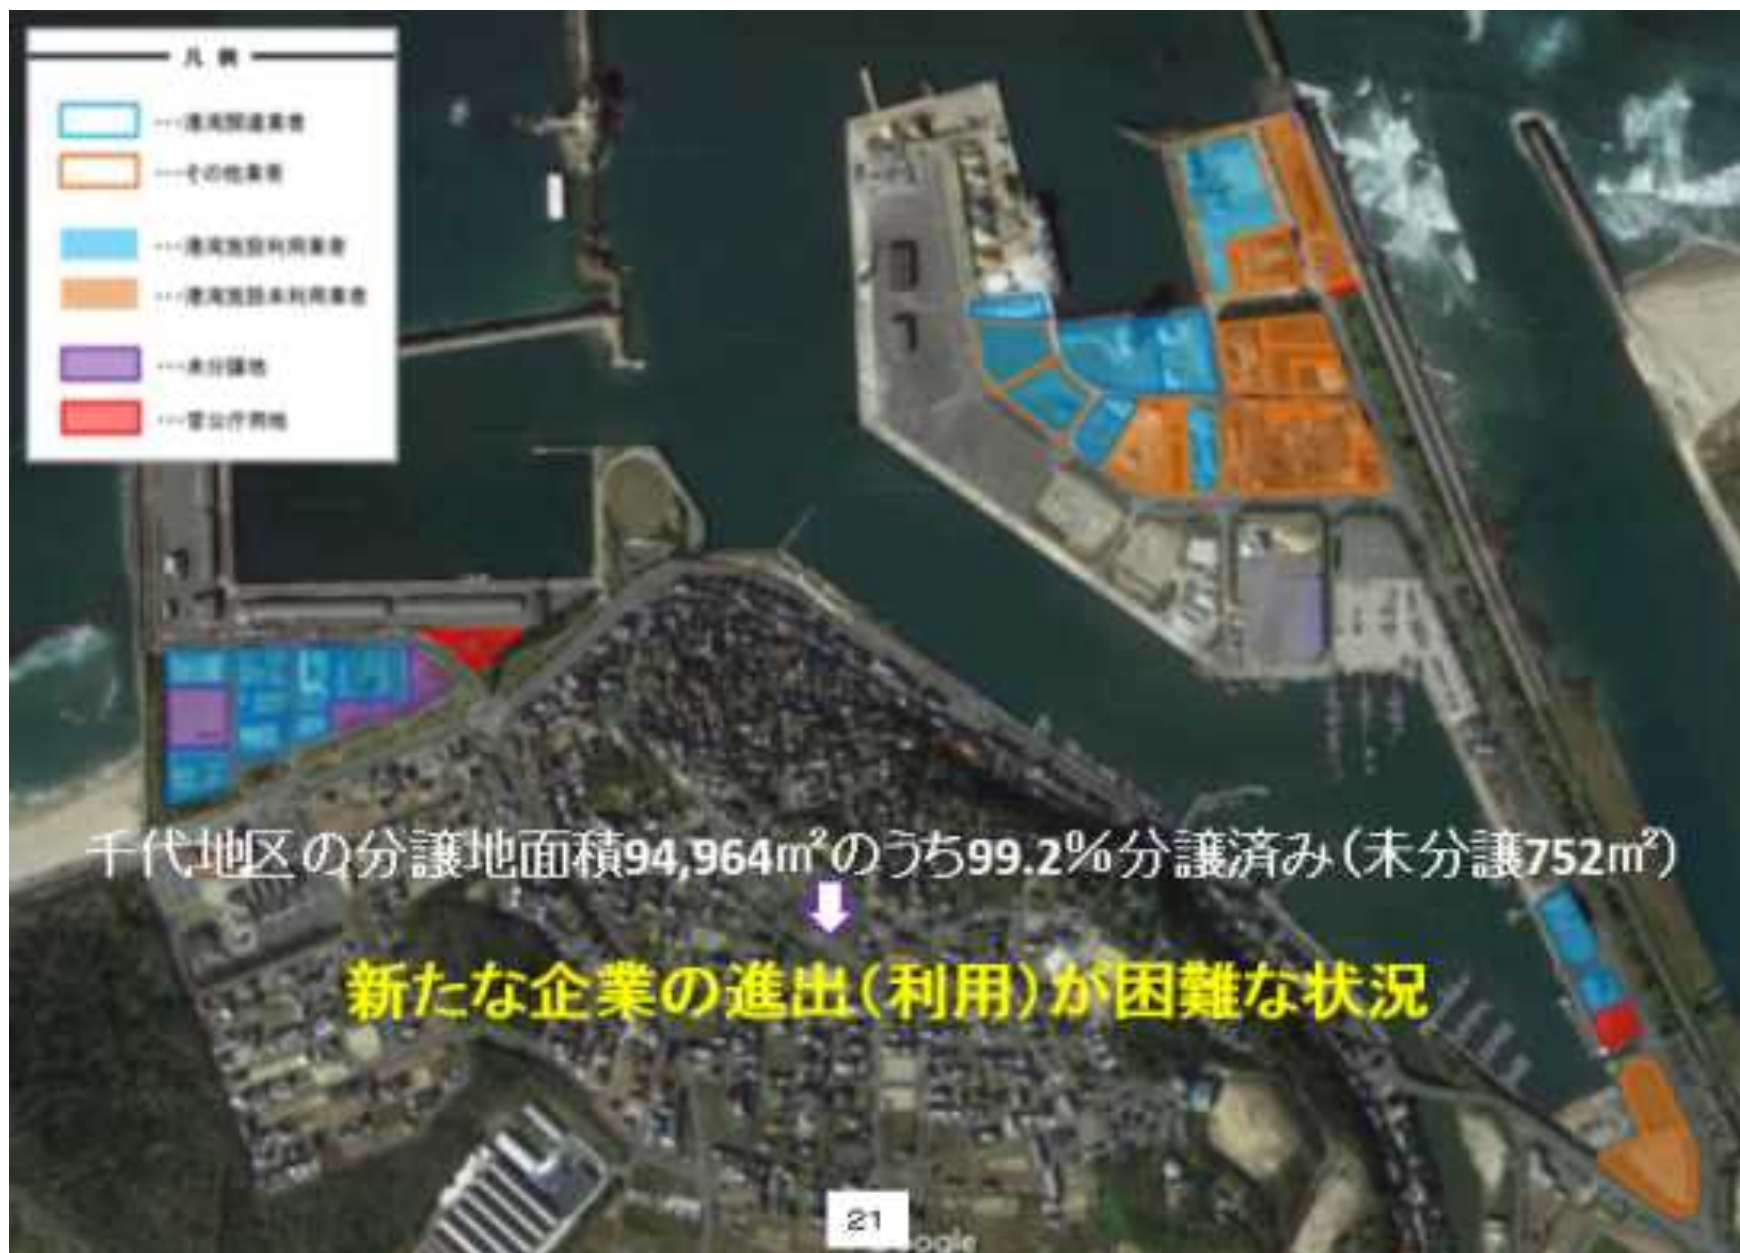 凡 例
…港湾関連業者
…その他業者
…港湾施設利用業者
…港湾施設未利用業者
…未分譲地
…官公庁用地
千代地区の分譲地面積94,964㎡のうち99.2%分譲済み(未分譲752㎡)
新たな企業の進出(利用)が困難な状況
21